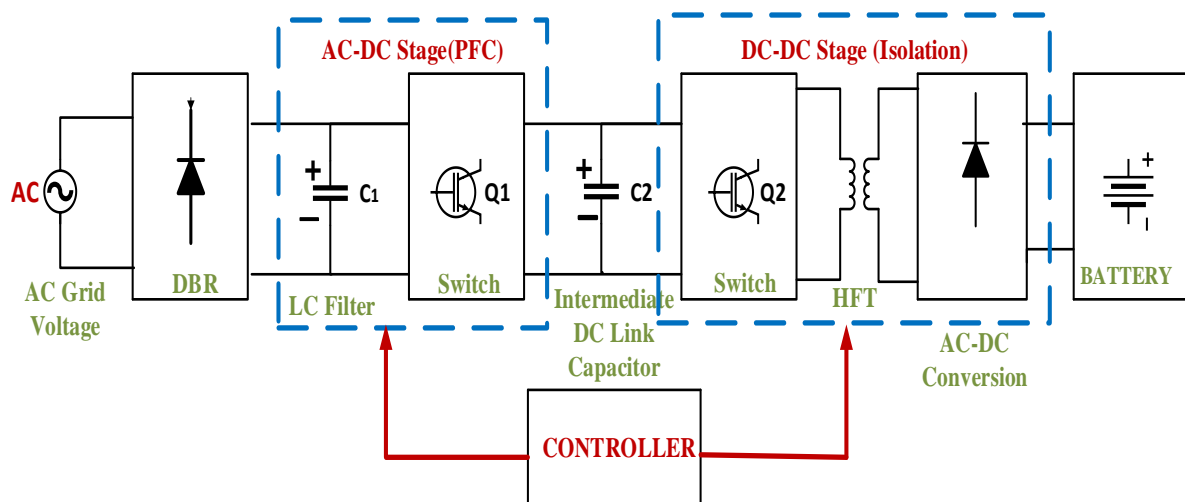 AC-DC Stage(PFC)
DC-DC Stage (Isolation)
AC
+
−
C1
Q1
+
−
C2
Q2
+
−
DBR
AC Grid
Voltage
LC Filter
Switch
Intermediate
DC Link
Capacitor
Switch
HFT
BATTERY
AC-DC
Conversion
CONTROLLER